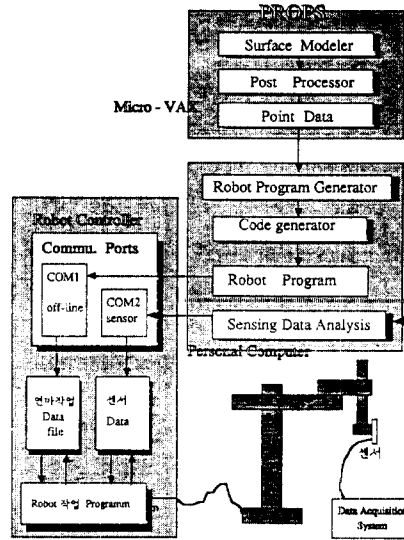 PROPS
Surface Modeler
Post Processor
Micro - VAX
Point Data
Robot Program Generator
Robot Controller
Code generator
Commu. Ports
COM1
off-line
COM2
sensor
Robot Program
Sensing Data Analysis
Personal Computer
연마작업
Data
file
센서
Data
센서
Robot 작업 Programm
Data Acquisition
System